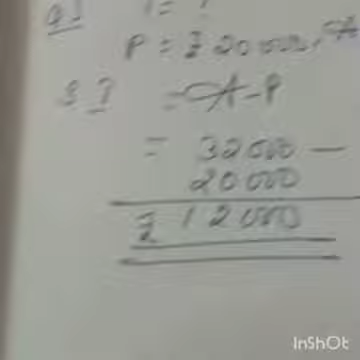 Q]
I = ?
P = ₹ 20000, A
I = A - P
= 32000 -
20000
₹ 12000
InShOt